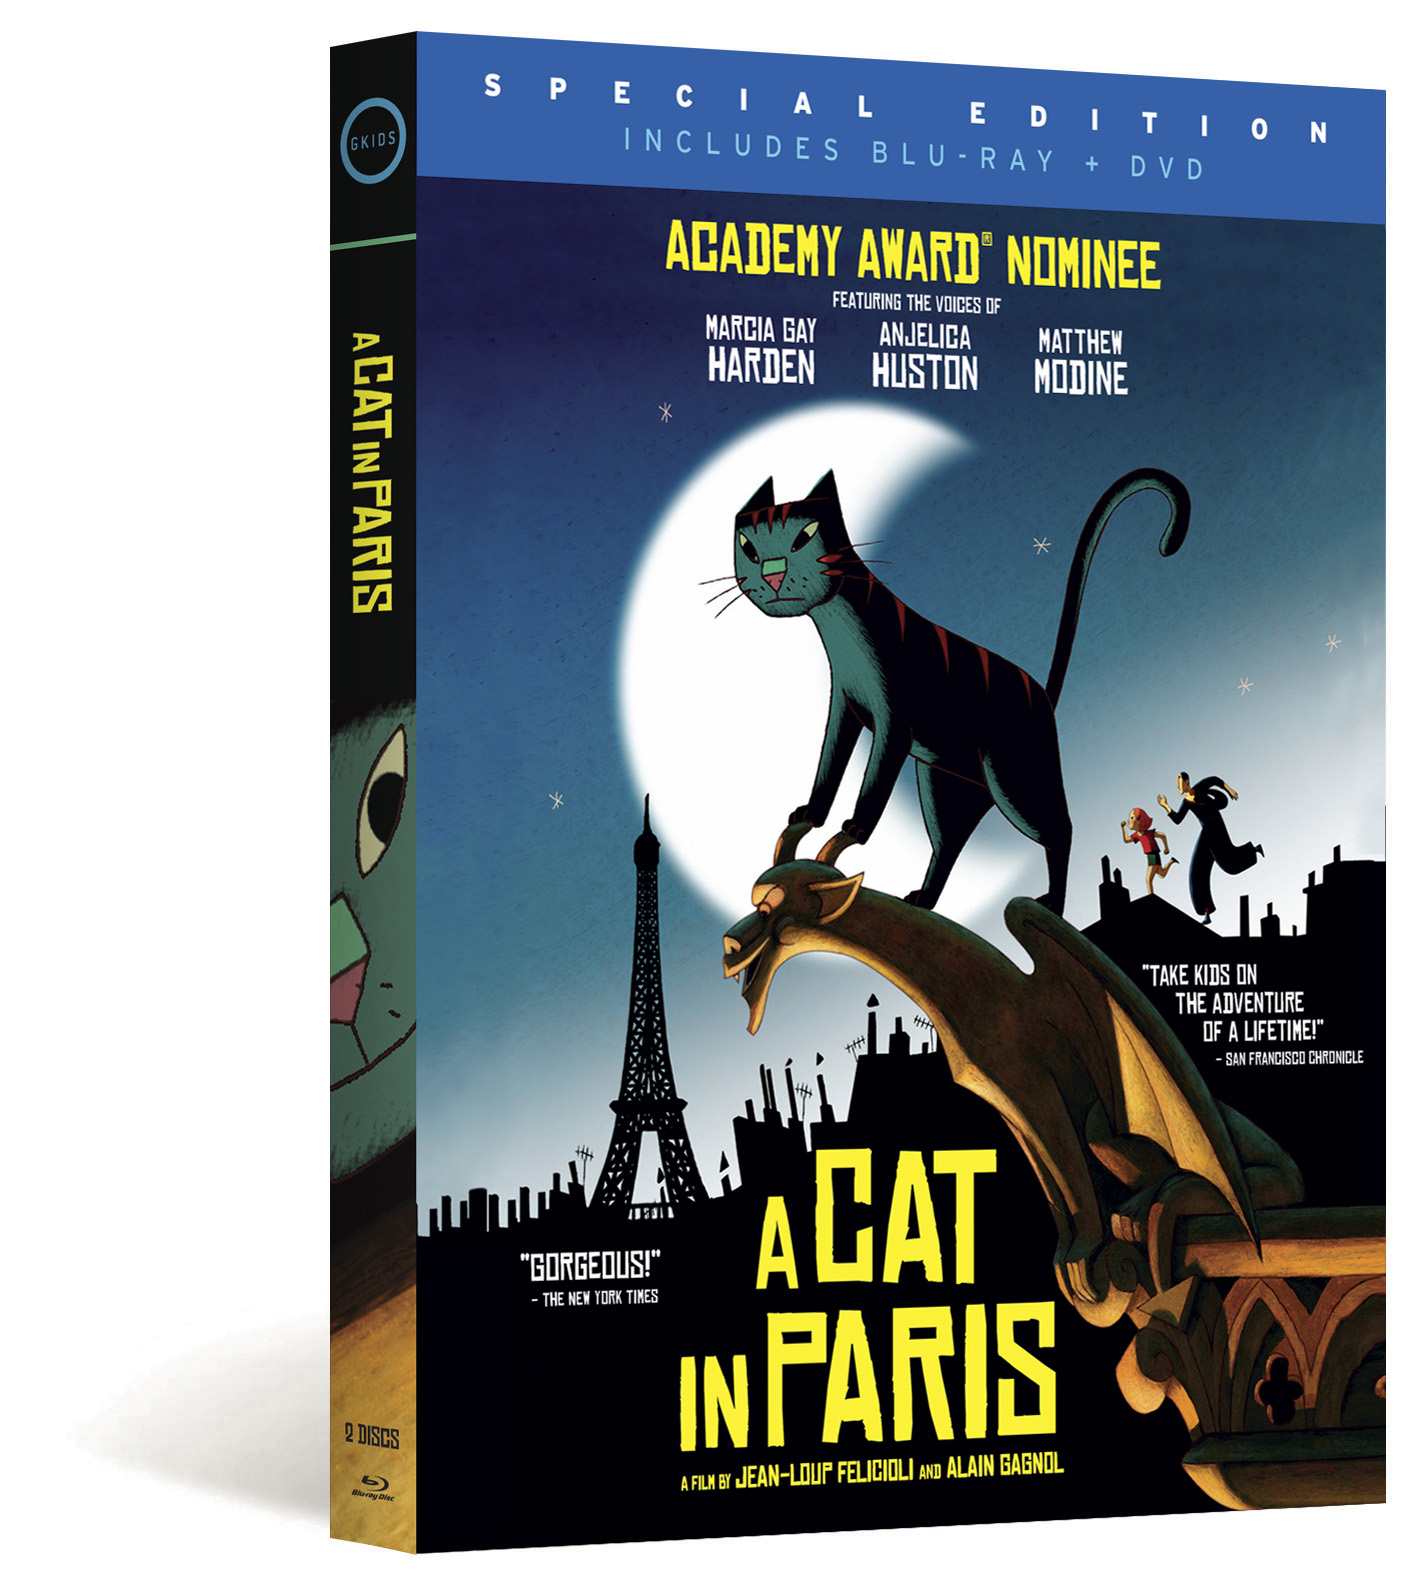 SPECIAL EDITION
INCLUDES BLU-RAY + DVD
ACADEMY AWARD® NOMINEE
FEATURING THE VOICES OF
MARCIA GAY HARDEN
ANJELICA HUSTON
MATTHEW MODINE
"TAKE KIDS ON
THE ADVENTURE
OF A LIFETIME!"
- SAN FRANCISCO CHRONICLE
"GORGEOUS!"
- THE NEW YORK TIMES
A CAT
IN PARIS
A FILM BY JEAN-LOUP FELICIOLI AND ALAIN GAGNOL
GKIDS
A CAT IN PARIS
2 DISCS
Blu-ray Disc